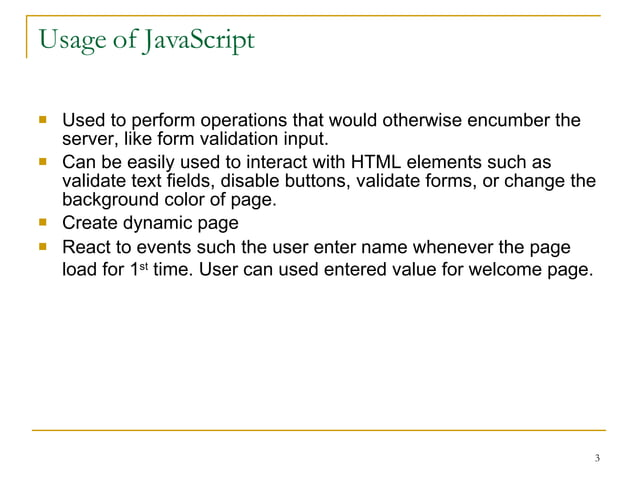 Usage of JavaScript
Used to perform operations that would otherwise encumber the
server, like form validation input.
Can be easily used to interact with HTML elements such as
validate text fields, disable buttons, validate forms, or change the
background color of page.
Create dynamic page
React to events such the user enter name whenever the page
load for 1st time. User can used entered value for welcome page.
3